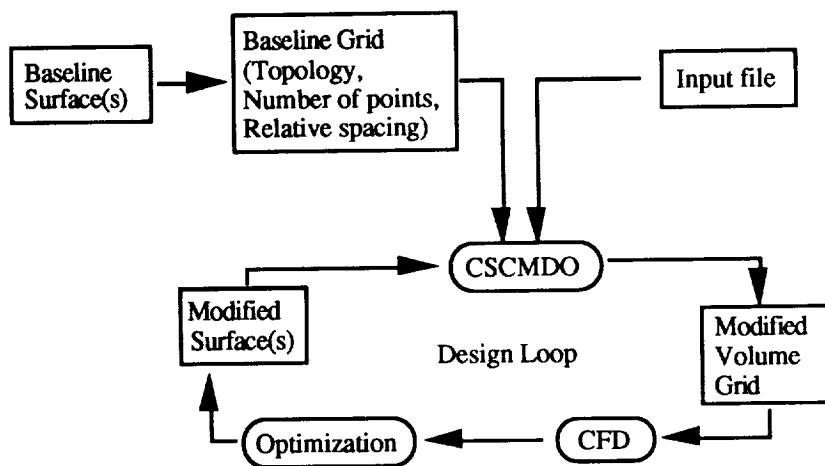 Baseline
Surface(s)
Baseline Grid
(Topology,
Number of points,
Relative spacing)
Input file
CSCMDO
Modified
Surface(s)
Design Loop
Modified
Volume
Grid
Optimization
CFD